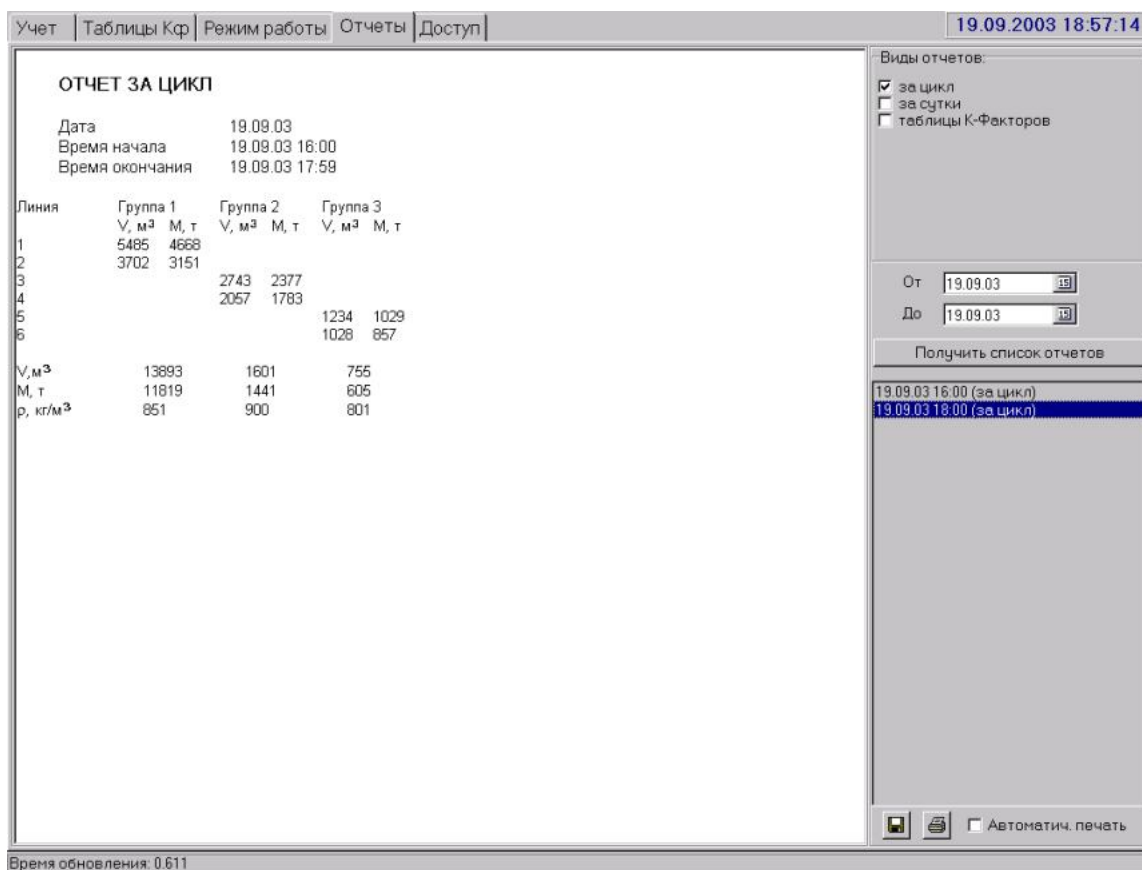 Учет Таблицы Кф Режим работы Отчеты Доступ 19.09.2003 18:57:14
ОТЧЕТ ЗА ЦИКЛ
Дата 19.09.03
Время начала 19.09.03 16:00
Время окончания 19.09.03 17:59
Линия Группа 1 Группа 2 Группа 3
V, м³ М, т V, м³ М, т V, м³ М, т
1 5485 4668
2 3702 3151
3 2743 2377
4 2057 1783
5 1234 1029
6 1028 857
V,м³ 13893 1601 755
М, т 11819 1441 605
ρ, кг/м³ 851 900 801
Виды отчетов:
за цикл
за сутки
таблицы К-Факторов
От 19.09.03 15
До 19.09.03 15
Получить список отчетов
19.09.03 16:00 (за цикл)
19.09.03 18:00 (за цикл)
Автоматич. печать
Время обновления: 0.611